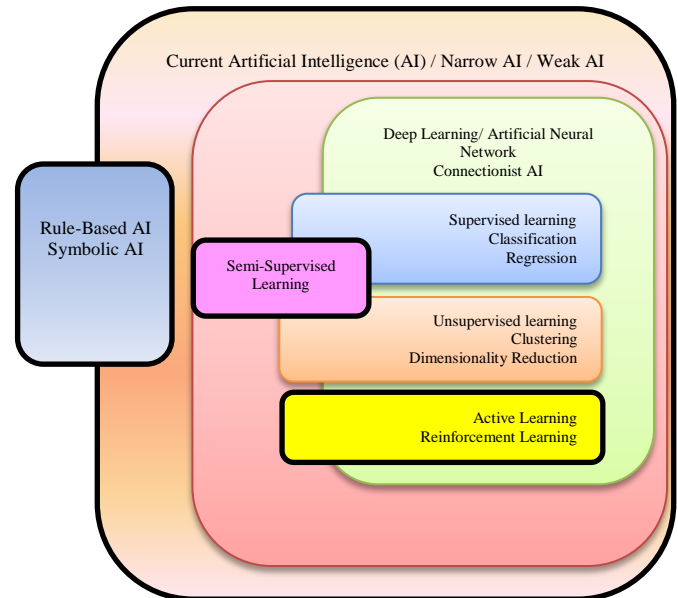 Current Artificial Intelligence (AI) / Narrow AI / Weak AI
Deep Learning/ Artificial Neural
Network
Connectionist AI
Rule-Based AI
Symbolic AI
Supervised learning
Classification
Regression
Semi-Supervised
Learning
Unsupervised learning
Clustering
Dimensionality Reduction
Active Learning
Reinforcement Learning